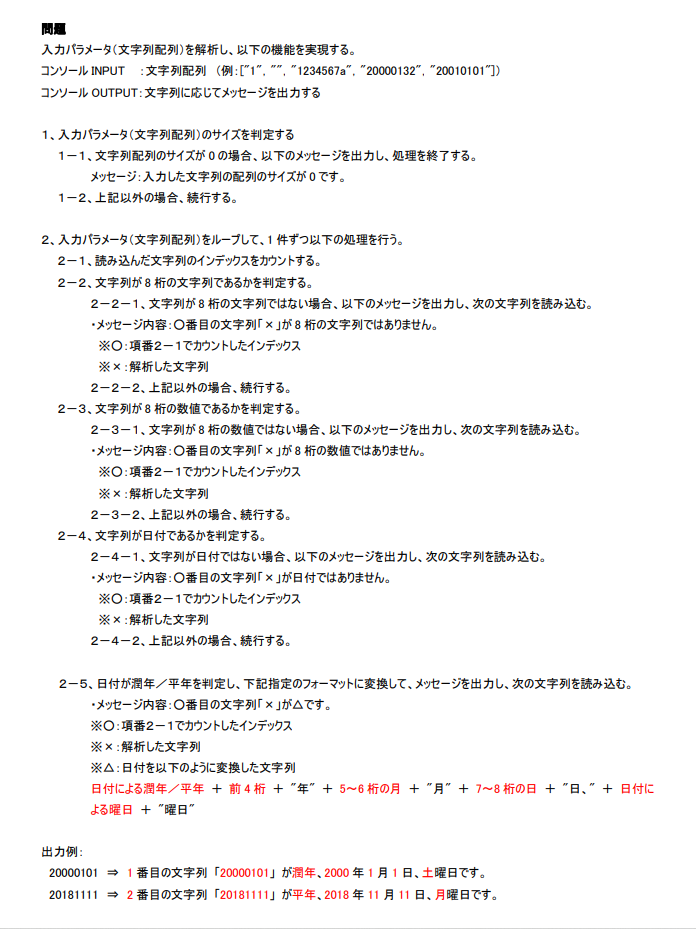 問題
入力パラメータ（文字列配列）を解析し、以下の機能を実現する。
コンソール INPUT ：文字列配列 （例：["1", "", "1234567a", "20000132", "20010101"]）
コンソール OUTPUT：文字列に応じてメッセージを出力する
１、入力パラメータ（文字列配列）のサイズを判定する
１－１、文字列配列のサイズが 0 の場合、以下のメッセージを出力し、処理を終了する。
メッセージ：入力した文字列の配列のサイズが 0 です。
１－２、上記以外の場合、続行する。
２、入力パラメータ（文字列配列）をループして、1 件ずつ以下の処理を行う。
２－１、読み込んだ文字列のインデックスをカウントする。
２－２、文字列が 8 桁の文字列であるかを判定する。
２－２－１、文字列が 8 桁の文字列ではない場合、以下のメッセージを出力し、次の文字列を読み込む。
・メッセージ内容：〇番目の文字列「×」が 8 桁の文字列ではありません。
※〇：項番２－１でカウントしたインデックス
※×：解析した文字列
２－２－２、上記以外の場合、続行する。
２－３、文字列が 8 桁の数値であるかを判定する。
２－３－１、文字列が 8 桁の数値ではない場合、以下のメッセージを出力し、次の文字列を読み込む。
・メッセージ内容：〇番目の文字列「×」が 8 桁の数値ではありません。
※〇：項番２－１でカウントしたインデックス
※×：解析した文字列
２－３－２、上記以外の場合、続行する。
２－４、文字列が日付であるかを判定する。
２－４－１、文字列が日付ではない場合、以下のメッセージを出力し、次の文字列を読み込む。
・メッセージ内容：〇番目の文字列「×」が日付ではありません。
※〇：項番２－１でカウントしたインデックス
※×：解析した文字列
２－４－２、上記以外の場合、続行する。
２－５、日付が潤年／平年を判定し、下記指定のフォーマットに変換して、メッセージを出力し、次の文字列を読み込む。
・メッセージ内容：〇番目の文字列「×」が△です。
※〇：項番２－１でカウントしたインデックス
※×：解析した文字列
※△：日付を以下のように変換した文字列
日付による潤年／平年 ＋ 前 4 桁 ＋ "年" ＋ 5～6 桁の月 ＋ "月" ＋ 7～8 桁の日 ＋ "日、" ＋ 日付に
よる曜日 ＋ "曜日"
出力例：
20000101 ⇒ 1 番目の文字列 「20000101」 が潤年、2000 年 1 月 1 日、土曜日です。
20181111 ⇒ 2 番目の文字列 「20181111」 が平年、2018 年 11 月 11 日、月曜日です。